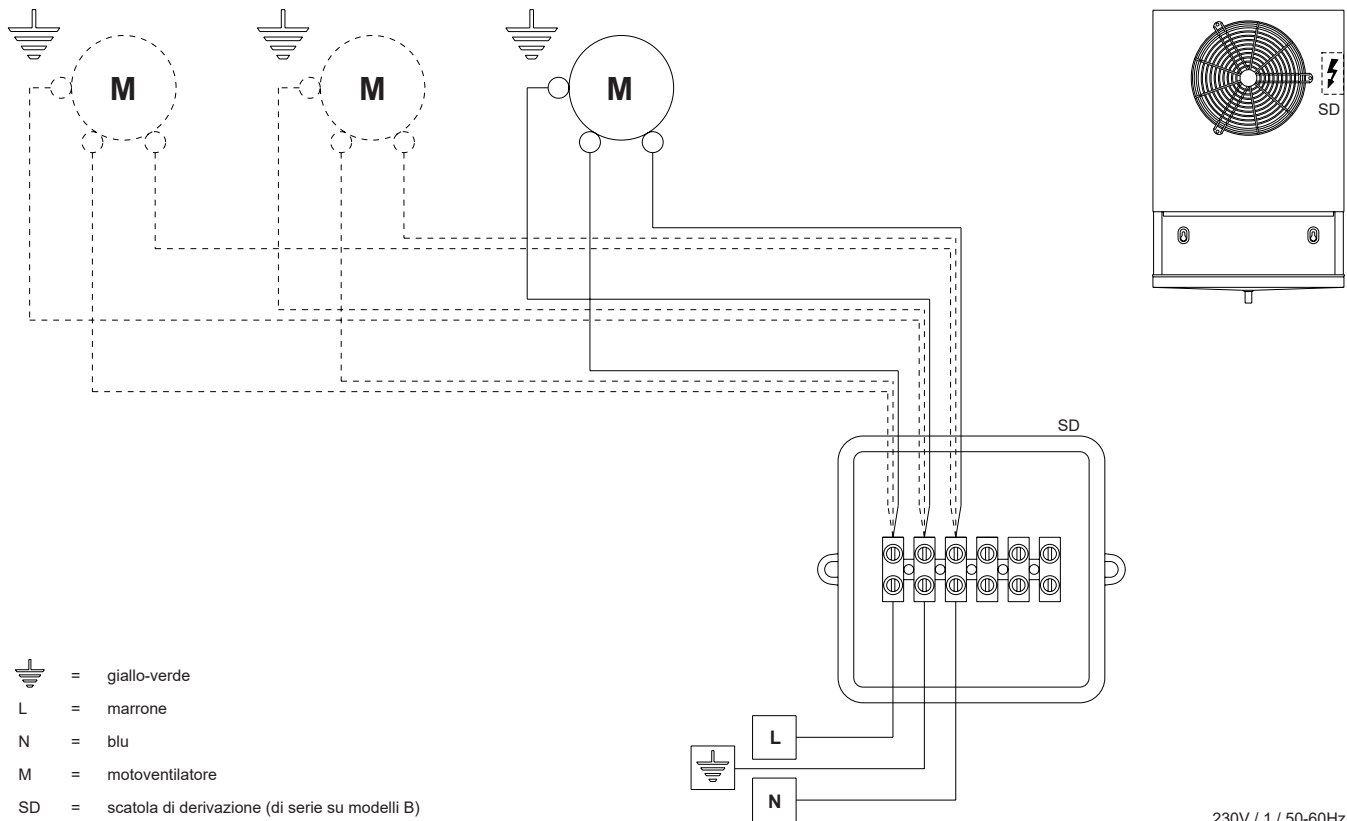 M
M
M
SD
SD
= giallo-verde
L = marrone
N = blu
M = motoventilatore
SD = scatola di derivazione (di serie su modelli B)
L
N
230V / 1 / 50-60Hz